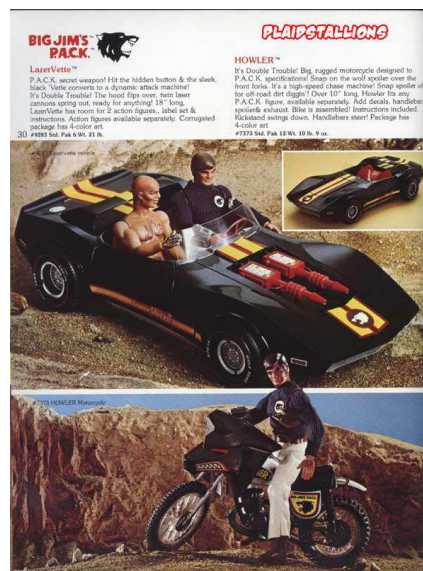 BIG JIM'S™
P.A.C.K.™
LazerVette™
P.A.C.K. secret weapon! Hit the hidden button & the sleek,
black 'Vette converts to a dynamic attack machine!
It's Double Trouble! The hood flips over, twin laser
cannons spring out, ready for anything! 18" long,
LazerVette has room for 2 action figures., label set &
instructions. Action figures available separately. Corrugated
package has 4-color art.
30 #9283 Std. Pak 6 Wt. 11 lb.
PLAIDSTALLIONS
HOWLER™
It's Double Trouble! Big, rugged motorcycle designed to
P.A.C.K. specifications! Snap on the wolf spoiler over the
front forks. It's a high-speed chase machine! Snap spoiler of
for off-road dirt diggin'! Over 10" long, Howler fits any
P.A.C.K. figure, available separately. Add decals, handlebar
spoiler& exhaust. Bike is assembled! Instructions included.
Kickstand swings down. Handlebars steer! Package has
4-color art.
#7373 Std. Pak 12 Wt. 10 lb. 9 oz.
LazerVette vehicle
LazerVette
#7373 HOWLER Motorcycle